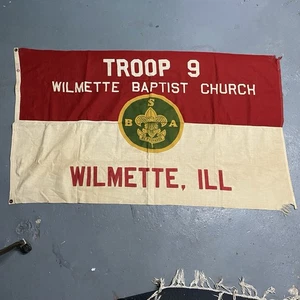 TROOP 9
WILMETTE BAPTIST CHURCH
S
B A
WILMETTE, ILL